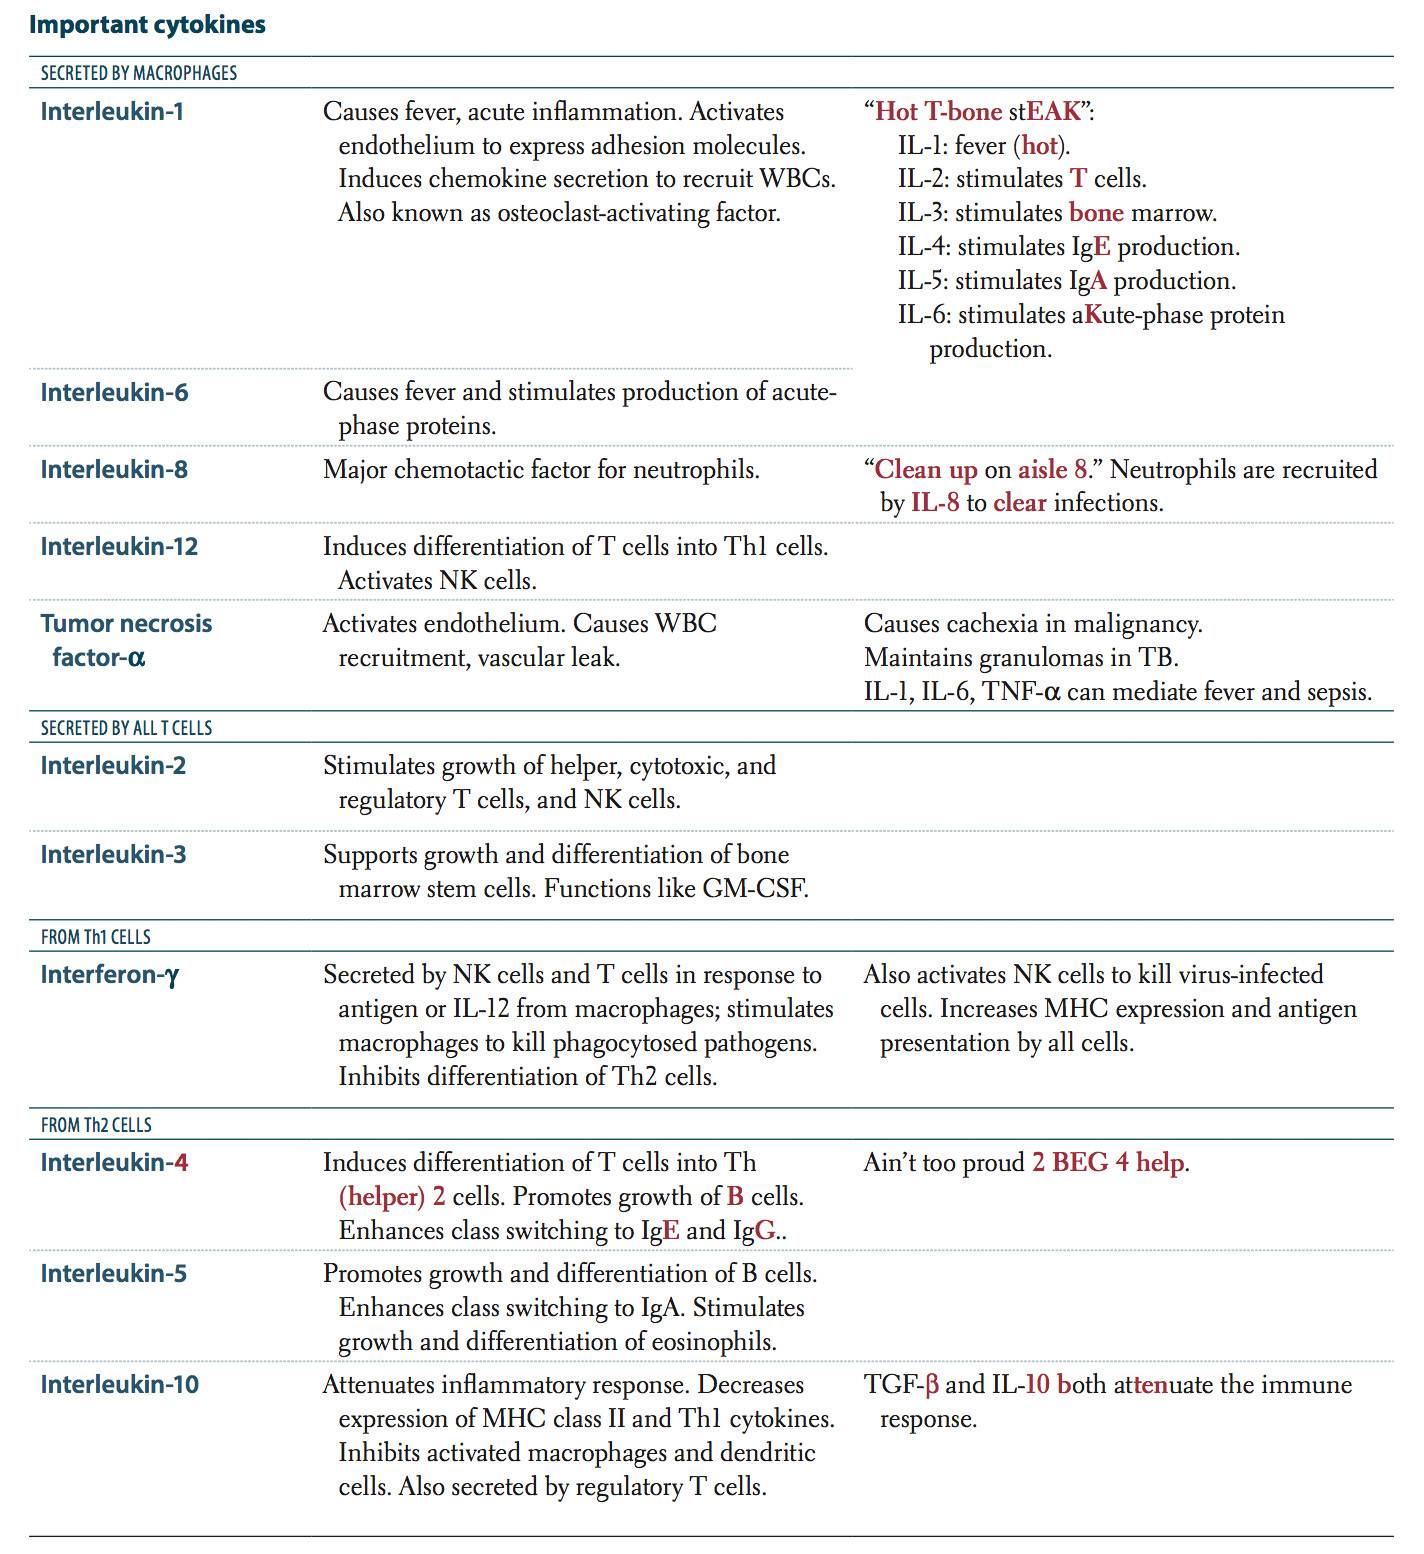 Important cytokines
SECRETED BY MACROPHAGES
Interleukin-1
Causes fever, acute inflammation. Activates
endothelium to express adhesion molecules.
Induces chemokine secretion to recruit WBCs.
Also known as osteoclast-activating factor.
“Hot T-bone stEAK”:
IL-1: fever (hot).
IL-2: stimulates T cells.
IL-3: stimulates bone marrow.
IL-4: stimulates IgE production.
IL-5: stimulates IgA production.
IL-6: stimulates aKute-phase protein
production.
Interleukin-6
Causes fever and stimulates production of acute-
phase proteins.
Interleukin-8
Major chemotactic factor for neutrophils.
“Clean up on aisle 8.” Neutrophils are recruited
by IL-8 to clear infections.
Interleukin-12
Induces differentiation of T cells into Th1 cells.
Activates NK cells.
Tumor necrosis
factor-α
Activates endothelium. Causes WBC
recruitment, vascular leak.
Causes cachexia in malignancy.
Maintains granulomas in TB.
IL-1, IL-6, TNF-α can mediate fever and sepsis.
SECRETED BY ALL T CELLS
Interleukin-2
Stimulates growth of helper, cytotoxic, and
regulatory T cells, and NK cells.
Interleukin-3
Supports growth and differentiation of bone
marrow stem cells. Functions like GM-CSF.
FROM Th1 CELLS
Interferon-γ
Secreted by NK cells and T cells in response to
antigen or IL-12 from macrophages; stimulates
macrophages to kill phagocytosed pathogens.
Inhibits differentiation of Th2 cells.
Also activates NK cells to kill virus-infected
cells. Increases MHC expression and antigen
presentation by all cells.
FROM Th2 CELLS
Interleukin-4
Induces differentiation of T cells into Th
(helper) 2 cells. Promotes growth of B cells.
Enhances class switching to IgE and IgG..
Ain’t too proud 2 BEG 4 help.
Interleukin-5
Promotes growth and differentiation of B cells.
Enhances class switching to IgA. Stimulates
growth and differentiation of eosinophils.
Interleukin-10
Attenuates inflammatory response. Decreases
expression of MHC class II and Th1 cytokines.
Inhibits activated macrophages and dendritic
cells. Also secreted by regulatory T cells.
TGF-β and IL-10 both attenuate the immune
response.